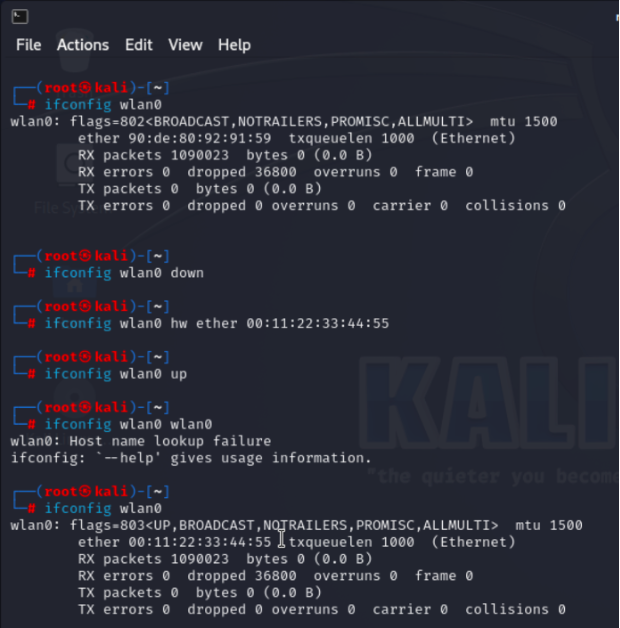 File Actions Edit View Help
┌──(root㉿kali)-[~]
└─# ifconfig wlan0
wlan0: flags=802<BROADCAST,NOTRAILERS,PROMISC,ALLMULTI>  mtu 1500
        ether 90:de:80:92:91:59  txqueuelen 1000  (Ethernet)
        RX packets 1090023  bytes 0 (0.0 B)
        RX errors 0  dropped 36800  overruns 0  frame 0
        TX packets 0  bytes 0 (0.0 B)
        TX errors 0  dropped 0 overruns 0  carrier 0  collisions 0
File Sys
┌──(root㉿kali)-[~]
└─# ifconfig wlan0 down
┌──(root㉿kali)-[~]
└─# ifconfig wlan0 hw ether 00:11:22:33:44:55
┌──(root㉿kali)-[~]
└─# ifconfig wlan0 up
┌──(root㉿kali)-[~]
└─# ifconfig wlan0 wlan0
wlan0: Host name lookup failure
ifconfig: `--help' gives usage information.
KALI
"the quieter you become
┌──(root㉿kali)-[~]
└─# ifconfig wlan0
wlan0: flags=803<UP,BROADCAST,NOTRAILERS,PROMISC,ALLMULTI>  mtu 1500
        ether 00:11:22:33:44:55  txqueuelen 1000  (Ethernet)
        RX packets 1090023  bytes 0 (0.0 B)
        RX errors 0  dropped 36800  overruns 0  frame 0
        TX packets 0  bytes 0 (0.0 B)
        TX errors 0  dropped 0 overruns 0  carrier 0  collisions 0